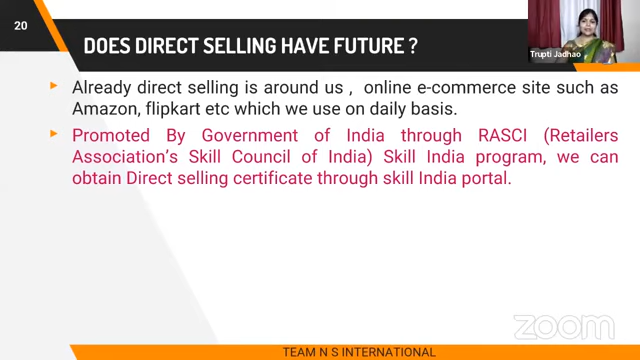 20
DOES DIRECT SELLING HAVE FUTURE ?
Trupti Jadhao
Already direct selling is around us , online e-commerce site such as
Amazon, flipkart etc which we use on daily basis.
Promoted By Government of India through RASCI (Retailers
Association's Skill Council of India) Skill India program, we can
obtain Direct selling certificate through skill India portal.
zoom
TEAM N S INTERNATIONAL